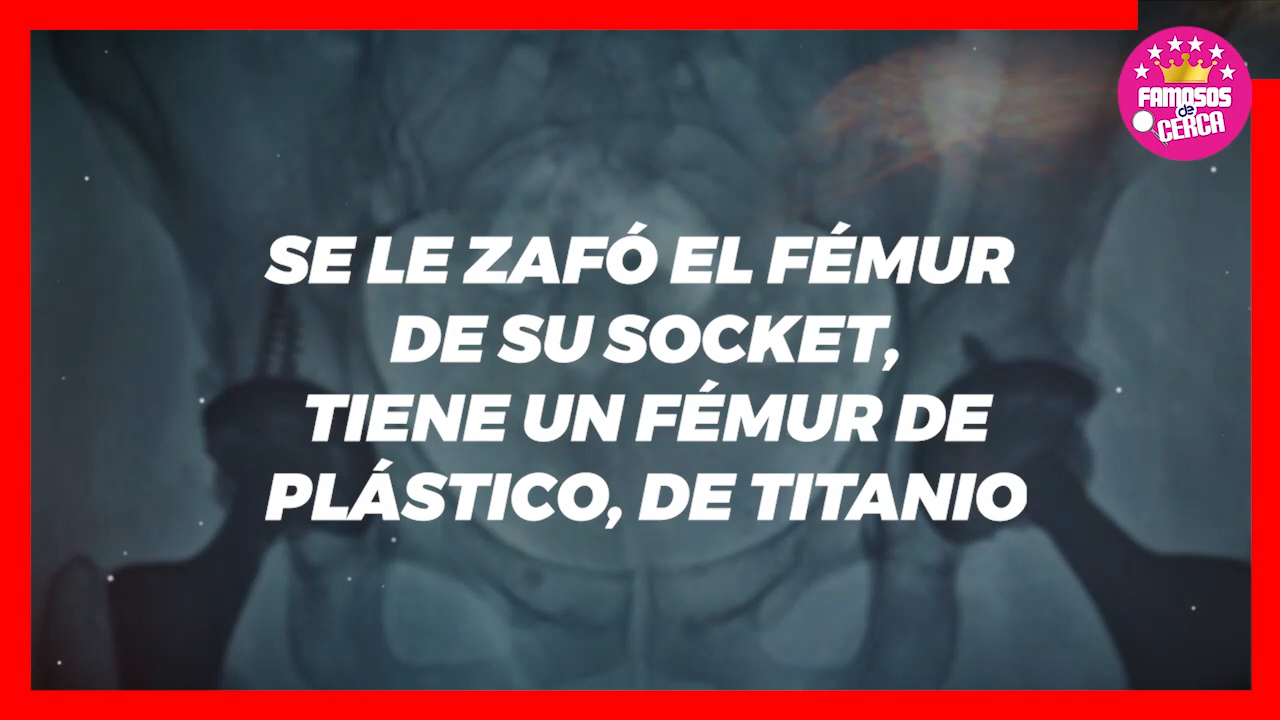 FAMOSOS
de
CERCA
SE LE ZAFÓ EL FÉMUR
DE SU SOCKET,
TIENE UN FÉMUR DE
PLÁSTICO, DE TITANIO